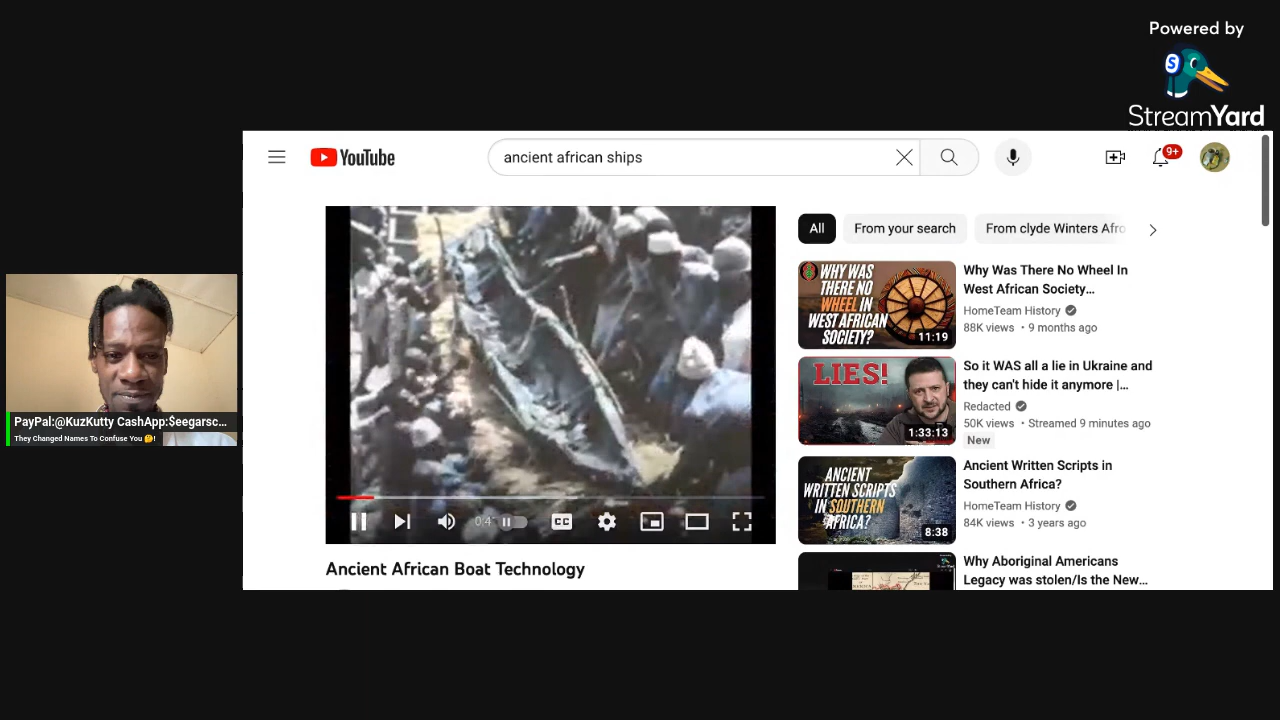 Powered by
S
StreamYard
YouTube
ancient african ships
9+
All
From your search
From clyde Winters Afro
WHY WAS
THERE NO
WHEEL IN
WEST AFRICAN
SOCIETY?
11:19
Why Was There No Wheel In
West African Society...
HomeTeam History
88K views • 9 months ago
LIES!
1:33:13
So it WAS all a lie in Ukraine and
they can't hide it anymore |...
Redacted
50K views • Streamed 9 minutes ago
New
ANCIENT
WRITTEN SCRIPTS
IN SOUTHERN
AFRICA?
8:38
Ancient Written Scripts in
Southern Africa?
HomeTeam History
84K views • 3 years ago
Why Aboriginal Americans
Legacy was stolen/Is the New...
PayPal:@KuzKutty CashApp:$eegarsc...
They Changed Names To Confuse You 🤔!
CC
Ancient African Boat Technology